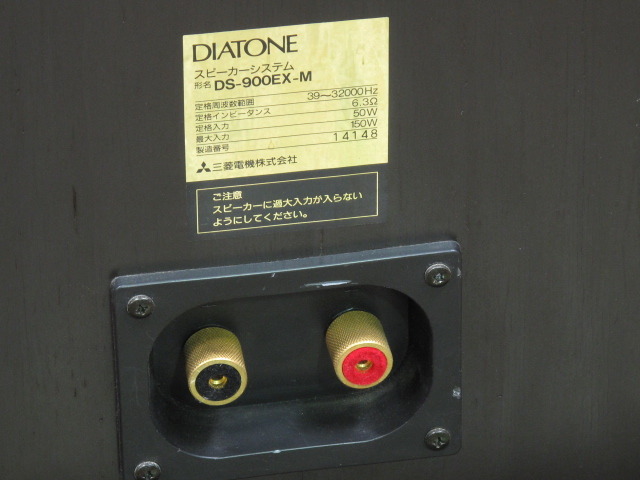 DIATONE
スピーカーシステム
形名 DS-900EX-M
定格周波数範囲 39〜32000Hz
定格インピーダンス 6.3Ω
定格入力 50W
最大入力 150W
製造番号 14148
三菱電機株式会社
ご注意
スピーカーに過大入力が入らない
ようにしてください。